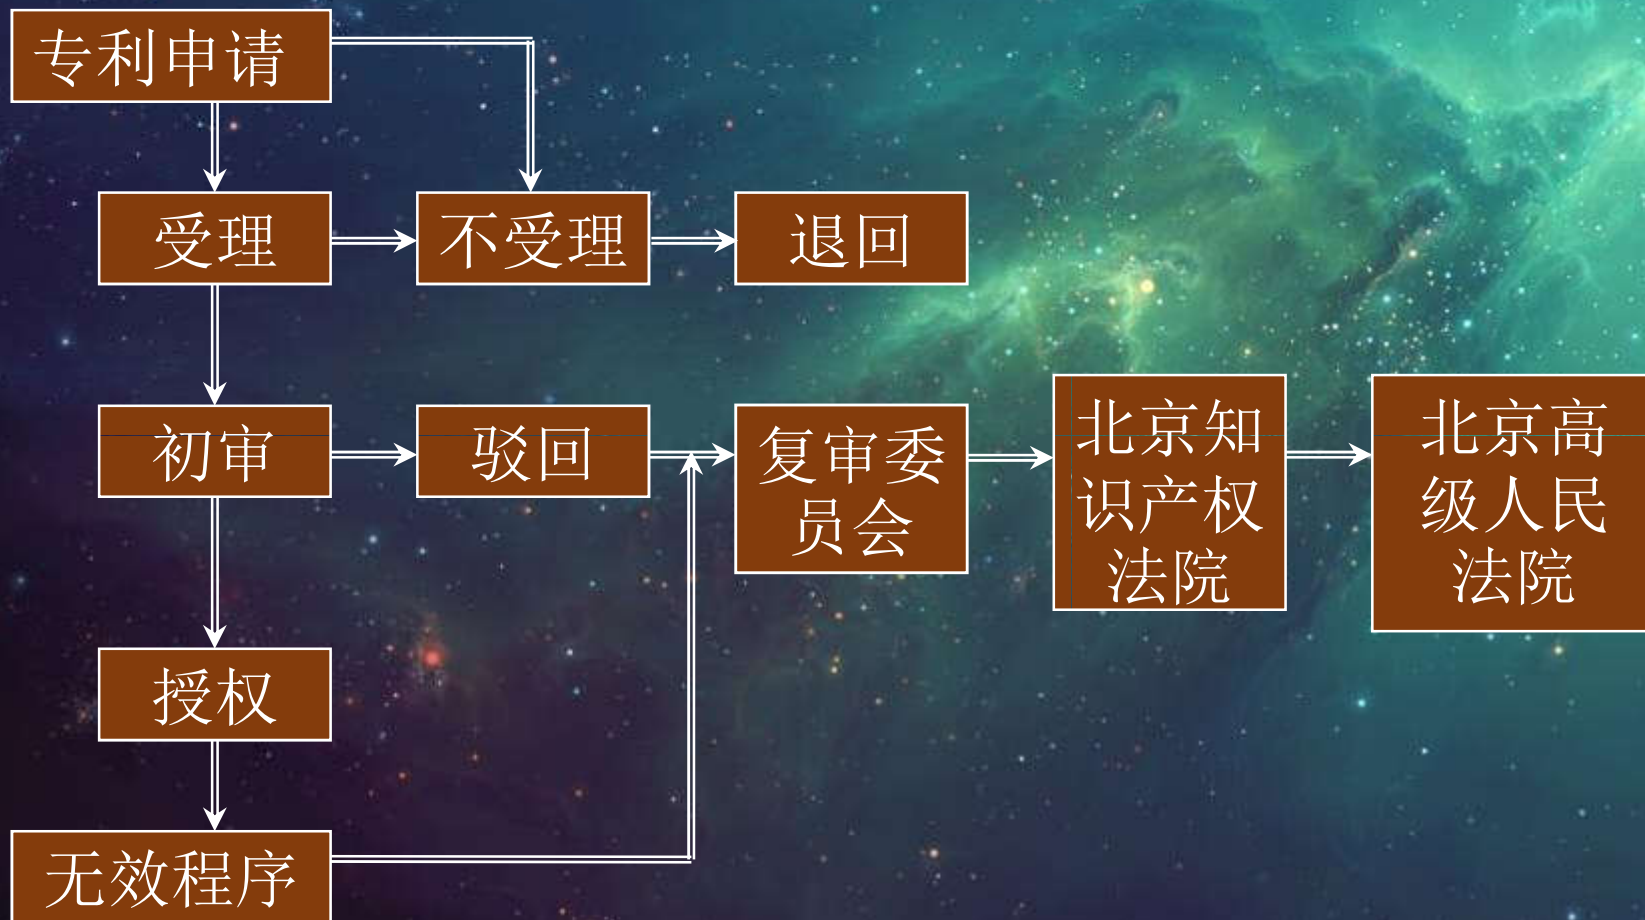 专利申请
受理
不受理
退回
初审
驳回
复审委
员会
北京知
识产权
法院
北京高
级人民
法院
授权
无效程序